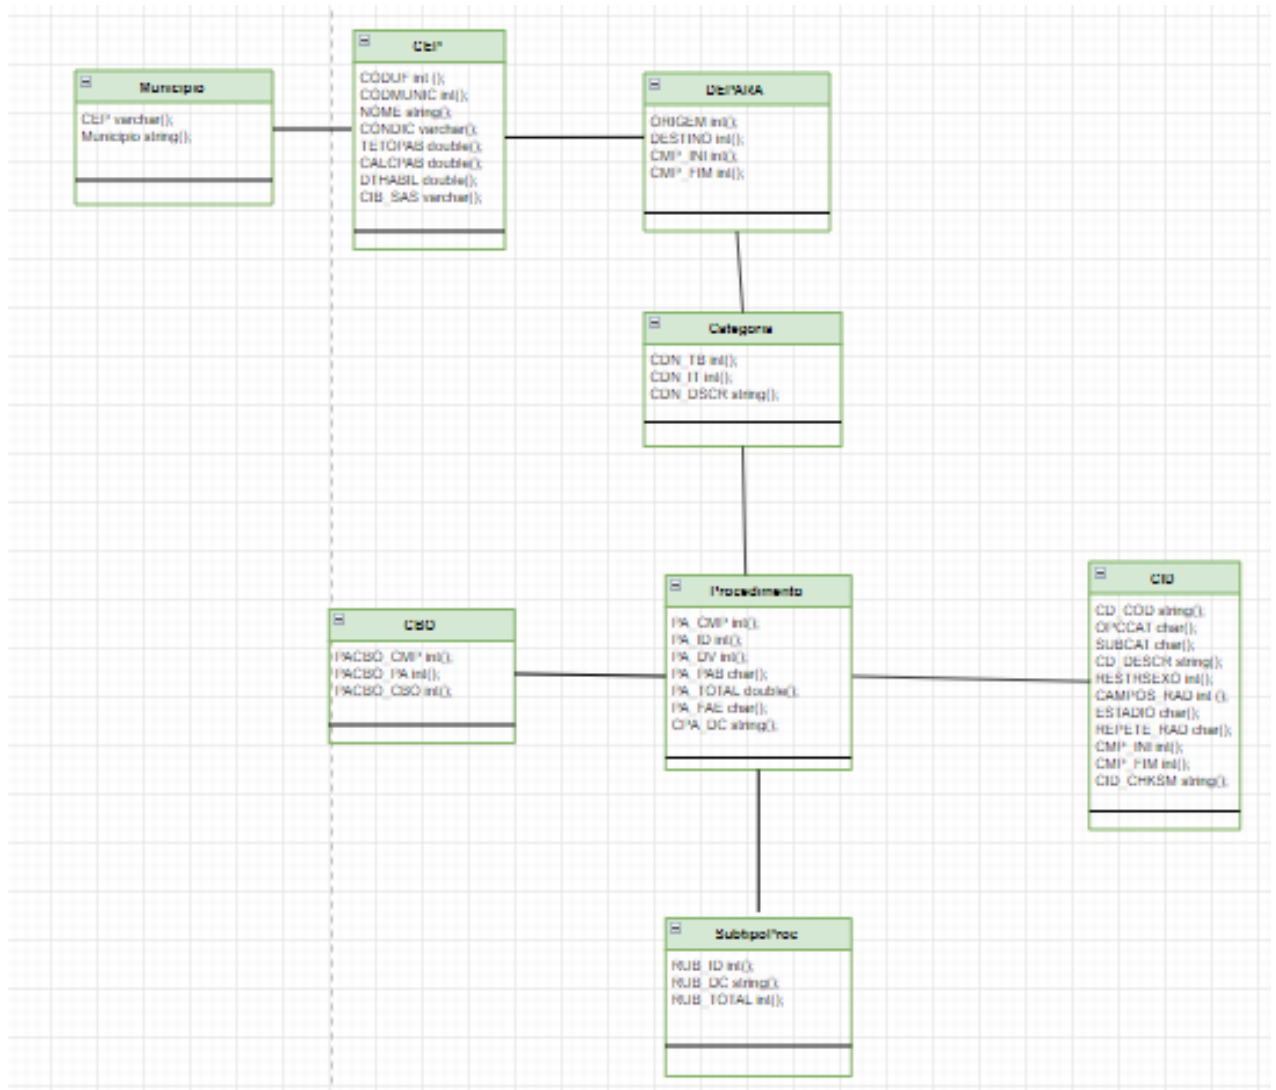 CEP
CODUF int ();
CODMUNIC int();
NOME string();
CONDIC varchar();
TETOPAB double();
CALCPAB double();
DTHABIL double();
CIB_SAS varchar();
Municipio
CEP varchar();
Municipio string();
DEPARA
ORIGEM int();
DESTINO int();
CMP_INI int();
CMP_FIM int();
Categoria
CDN_TB int();
CDN_IT int();
CDN_DSCR string();
Procedimento
PA_CMP int();
PA_ID int();
PA_DV int();
PA_PAB char();
PA_TOTAL double();
PA_FAE char();
CPA_DC string();
CBO
PACBO_CMP int();
PACBO_PA int();
PACBO_CBO int();
CID
CD_COD string();
OPCCAT char();
SUBCAT char();
CD_DESCR string();
RESTRSEXO int();
CAMPOS_RAD int ();
ESTADIO char();
REPETE_RAD char();
CMP_INI int();
CMP_FIM int();
CID_CHKSM string();
SubtipoProc
RUB_ID int();
RUB_DC string();
RUB_TOTAL int();